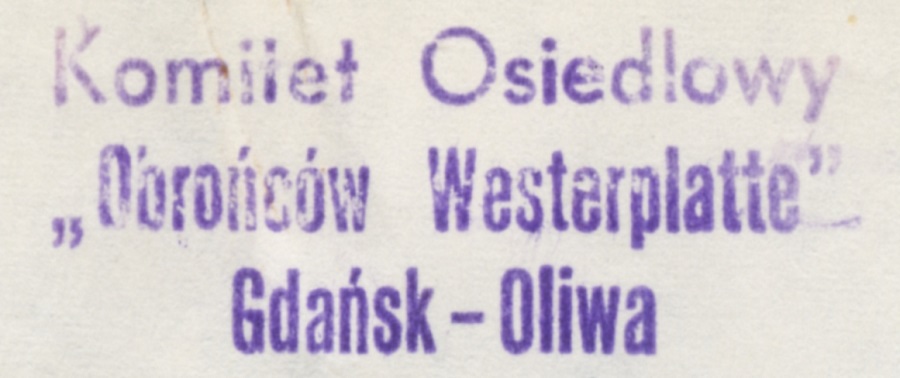 Komitet Osiedlowy
„Obrońców Westerplatte”
Gdańsk – Oliwa